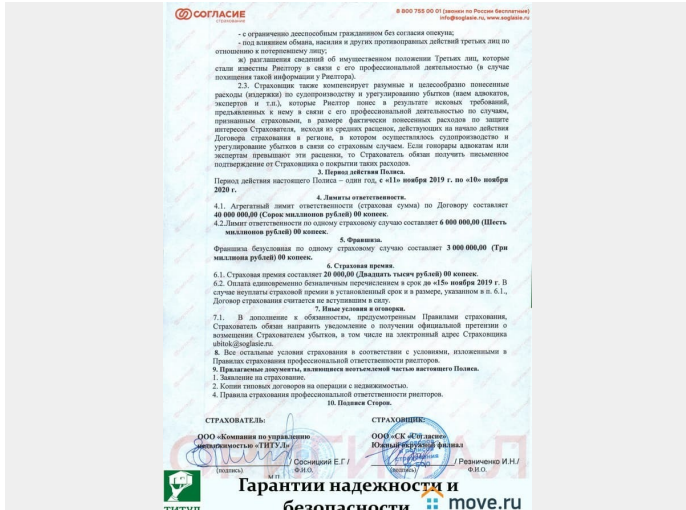 СОГЛАСИЕ
СТРАХОВАНИЕ
8 800 755 00 01 (звонки по России бесплатные)
info@soglasie.ru, www.soglasie.ru
- с ограниченно дееспособным гражданином без согласия опекуна;
- под влиянием обмана, насилия и других противоправных действий третьих лиц по
отношению к потерпевшему лицу;
ж) разглашения сведений об имущественном положении Третьих лиц, которые
стали известны Риелтору в связи с его профессиональной деятельностью (в случае
похищения такой информации у Риелтора).
2.3. Страховщик также компенсирует разумные и целесообразно понесенные
расходы (издержки) по судопроизводству и урегулированию убытков (наем адвокатов,
экспертов и т.п.), которые Риелтор понес в результате исковых требований,
предъявленных к нему в связи с его профессиональной деятельностью по случаям,
признанным страховыми, в размере фактически понесенных расходов по защите
интересов Страхователя, исходя из средних расценок, действующих на начало действия
Договора страхования в регионе, в котором осуществлялось судопроизводство и
урегулирование убытков в связи со страховым случаем. Если гонорары адвокатам или
экспертам превышают эти расценки, то Страхователь обязан получить письменное
подтверждение от Страховщика о покрытии таких расходов.
3. Период действия Полиса.
Период действия настоящего Полиса – один год, с «11» ноября 2019 г. по «10» ноября
2020 г.
4. Лимиты ответственности.
4.1. Агрегатный лимит ответственности (страховая сумма) по Договору составляет
40 000 000,00 (Сорок миллионов рублей) 00 копеек.
4.2.Лимит ответственности по одному страховому случаю составляет 6 000 000,00 (Шесть
миллионов рублей) 00 копеек.
5. Франшиза.
Франшиза безусловная по одному страховому случаю составляет 3 000 000,00 (Три
миллиона рублей) 00 копеек.
6. Страховая премия.
6.1. Страховая премия составляет 20 000,00 (Двадцать тысяч рублей) 00 копеек.
6.2. Оплата единовременно безналичным перечислением в срок до «15» ноября 2019 г. В
случае неуплаты страховой премии в установленный срок и в размере, указанном в п. 6.1.,
Договор страхования считается не вступившим в силу.
7. Иные условия и оговорки.
7.1. В дополнение к обязанностям, предусмотренным Правилами страхования,
Страхователь обязан направить уведомление о получении официальной претензии о
возмещении Страхователем убытков, в том числе на электронный адрес Страховщика
ubitok@soglasie.ru.
8. Все остальные условия страхования в соответствии с условиями, изложенными в
Правилах страхования профессиональной ответственности риелторов.
9. Прилагаемые документы, являющиеся неотъемлемой частью настоящего Полиса.
1. Заявление на страхование.
2. Копии типовых договоров на операции с недвижимостью.
4. Правила страхования профессиональной ответственности риелторов.
10. Подписи Сторон.
СТРАХОВАТЕЛЬ: СТРАХОВЩИК:
ООО «Компания по управлению ООО «СК «Согласие»
недвижимостью «ТИТУЛ» Южный окружной филиал
/ Сосницкий Е.Г / / Резниченко И.Н./
(подпись) Ф.И.О. (подпись) Ф.И.О.
М.П.
Гарантии надежности и
безопасности
ТИТУЛ
move.ru